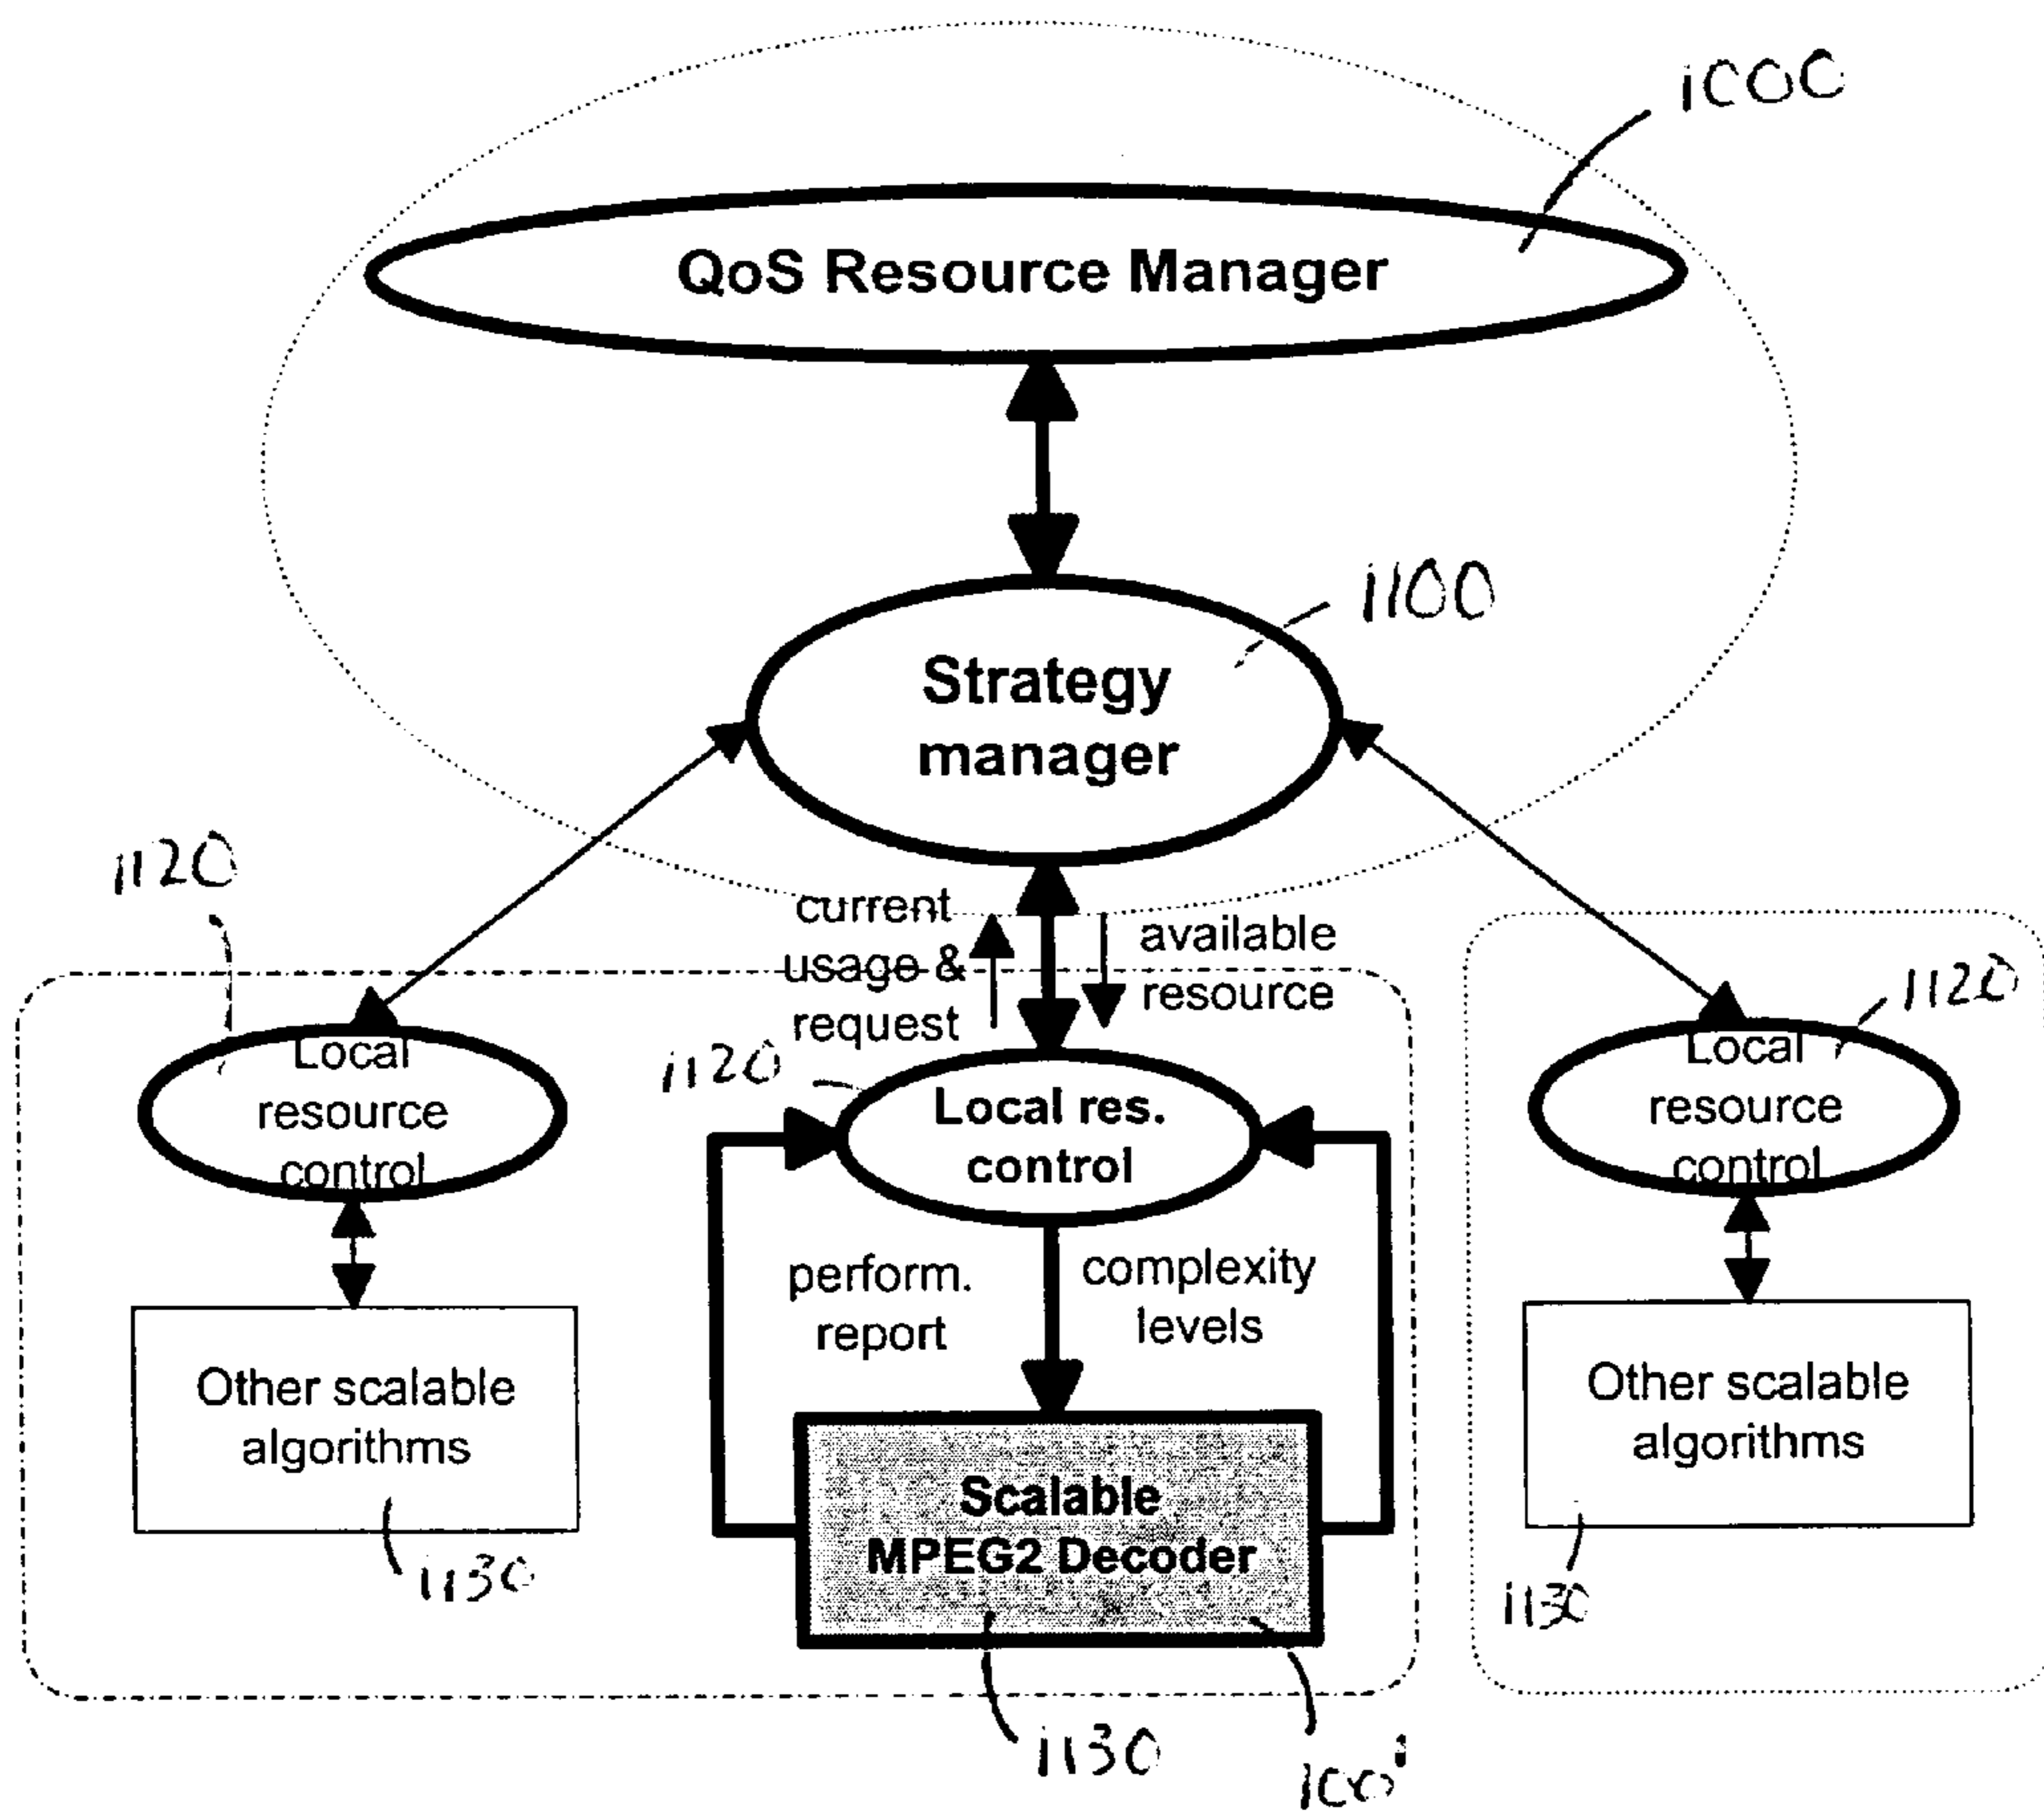 1000
QoS Resource Manager
1100
Strategy
manager
1120
current
usage &
request
available
resource
1120
Local
resource
control
1120
Local res.
control
Local
resource
control
perform.
report
complexity
levels
Other scalable
algorithms
Scalable
MPEG2 Decoder
Other scalable
algorithms
1130
1130
1130
100'